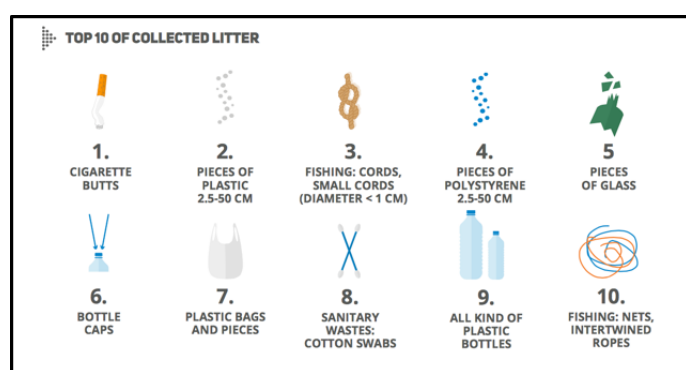 TOP 10 OF COLLECTED LITTER
1.
CIGARETTE
BUTTS
2.
PIECES OF
PLASTIC
2.5-50 CM
3.
FISHING: CORDS,
SMALL CORDS
(DIAMETER < 1 CM)
4.
PIECES OF
POLYSTYRENE
2.5-50 CM
5
PIECES
OF GLASS
6.
BOTTLE
CAPS
7.
PLASTIC BAGS
AND PIECES
8.
SANITARY
WASTES:
COTTON SWABS
9.
ALL KIND OF
PLASTIC
BOTTLES
10.
FISHING: NETS,
INTERTWINED
ROPES